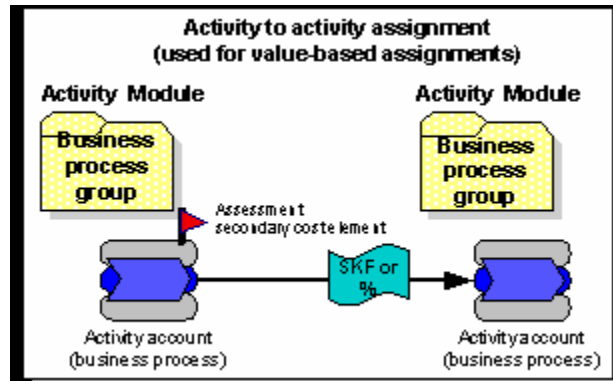 Activity to activity assignment
(used for value-based assignments)
Activity Module
Activity Module
Business
process
group
Business
process
group
Assessment
secondary cost element
SKF or
%
Activity account
(business process)
Activity account
(business process)